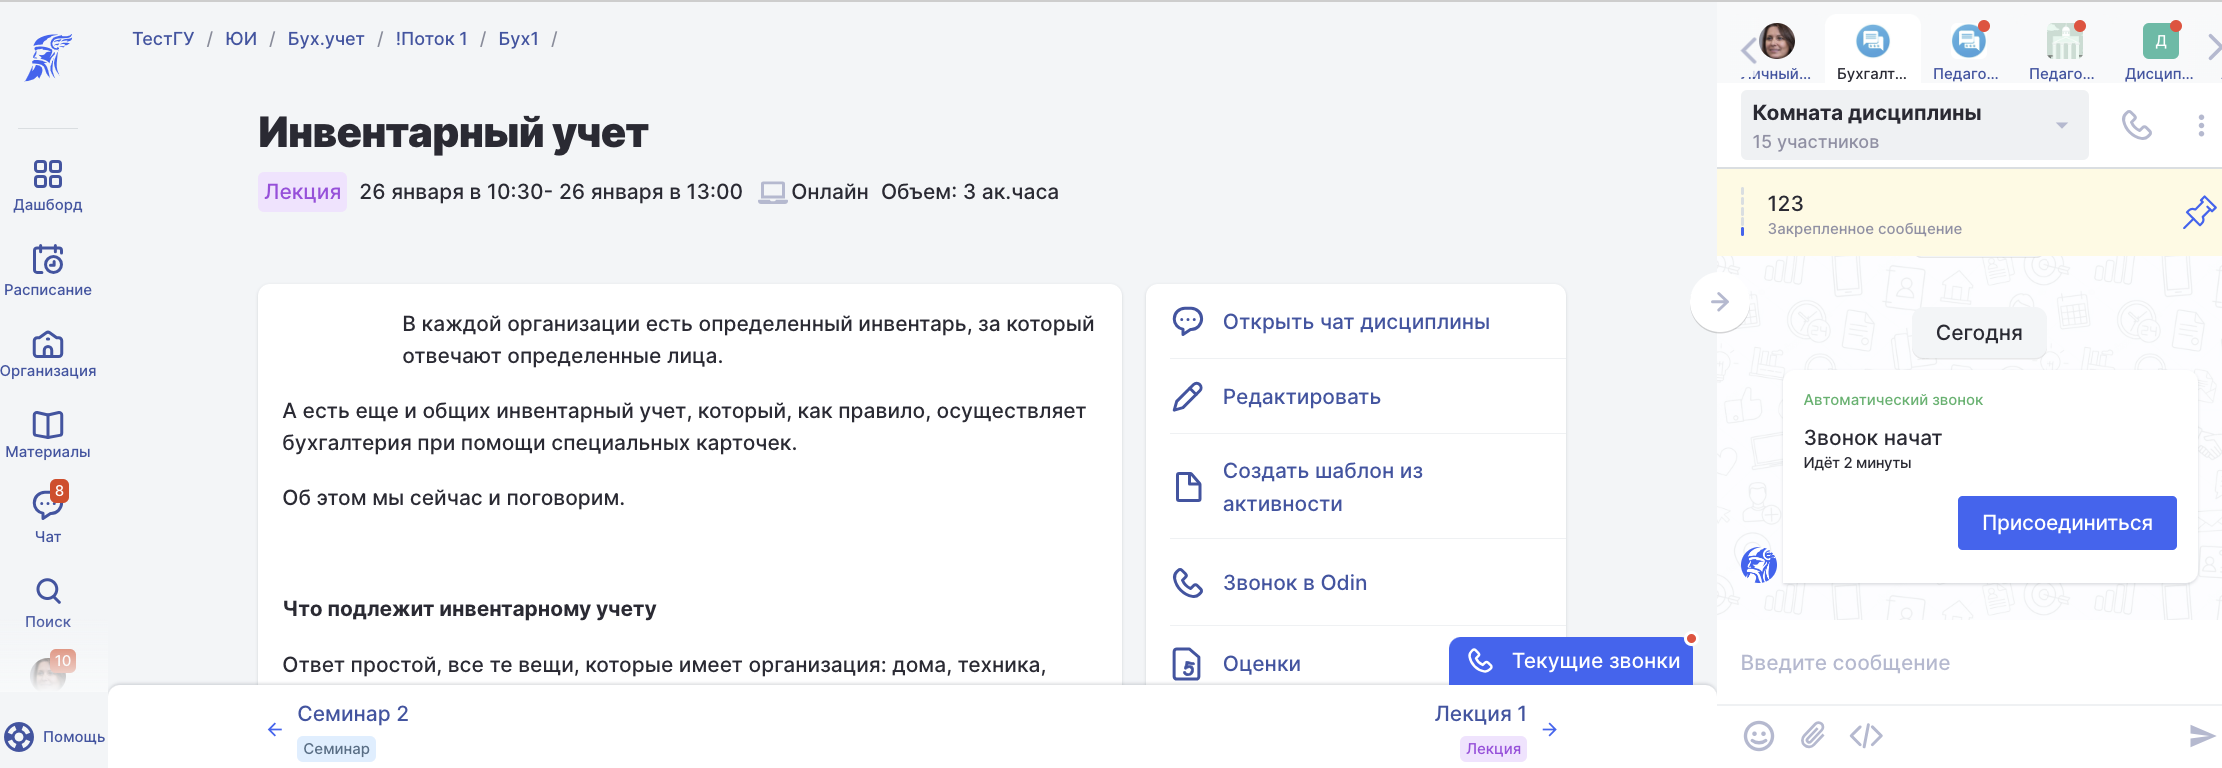 ТестГУ / ЮИ / Бух.учет / !Поток 1 / Бух1 /
Дашборд
Расписание
Организация
Материалы
8
Чат
Поиск
10
Помощь
Инвентарный учет
Лекция 26 января в 10:30- 26 января в 13:00 Онлайн Объем: 3 ак.часа
В каждой организации есть определенный инвентарь, за который
отвечают определенные лица.
А есть еще и общих инвентарный учет, который, как правило, осуществляет
бухгалтерия при помощи специальных карточек.
Об этом мы сейчас и поговорим.
Что подлежит инвентарному учету
Ответ простой, все те вещи, которые имеет организация: дома, техника,
Открыть чат дисциплины
Редактировать
Создать шаблон из
активности
Звонок в Odin
5
Оценки
Текущие звонки
Семинар 2
Семинар
Лекция 1
Лекция
Д
Бухгалт... Педаго... Педаго... Дисцип...
Комната дисциплины
15 участников
123
Закрепленное сообщение
Сегодня
Автоматический звонок
Звонок начат
Идёт 2 минуты
Присоединиться
Введите сообщение